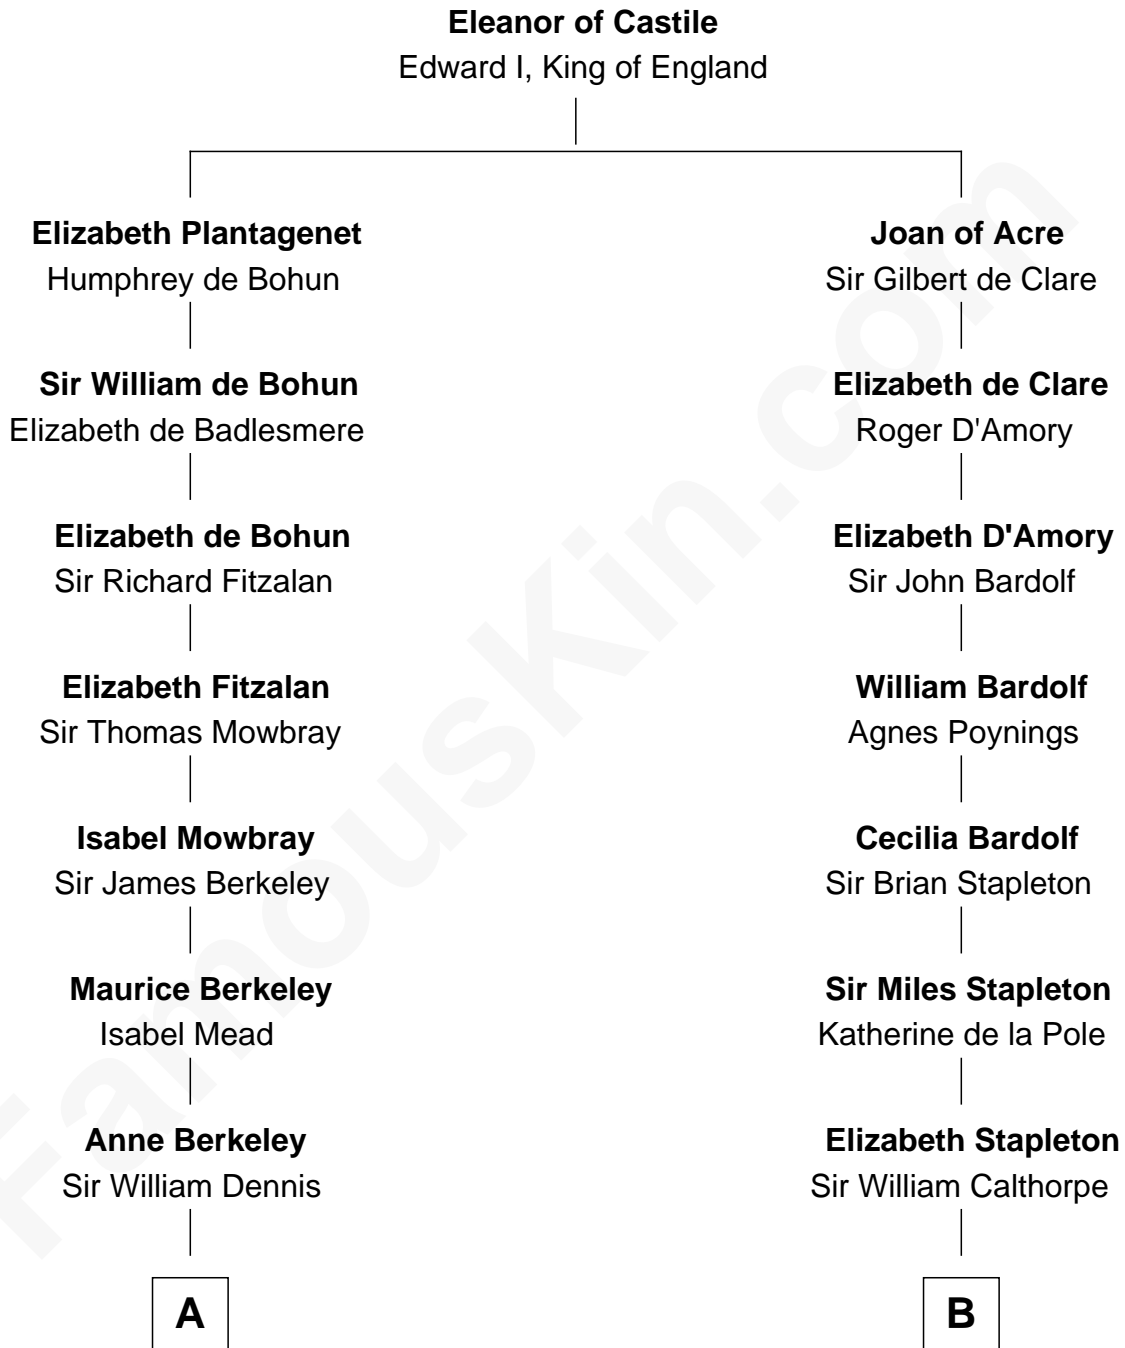 Eleanor of Castile
Edward I, King of England
Elizabeth Plantagenet
Humphrey de Bohun
Sir William de Bohun
Elizabeth de Badlesmere
Elizabeth de Bohun
Sir Richard Fitzalan
Elizabeth Fitzalan
Sir Thomas Mowbray
Isabel Mowbray
Sir James Berkeley
Maurice Berkeley
Isabel Mead
Anne Berkeley
Sir William Dennis
A
Joan of Acre
Sir Gilbert de Clare
Elizabeth de Clare
Roger D'Amory
Elizabeth D'Amory
Sir John Bardolf
William Bardolf
Agnes Poynings
Cecilia Bardolf
Sir Brian Stapleton
Sir Miles Stapleton
Katherine de la Pole
Elizabeth Stapleton
Sir William Calthorpe
B
FamousKin.com